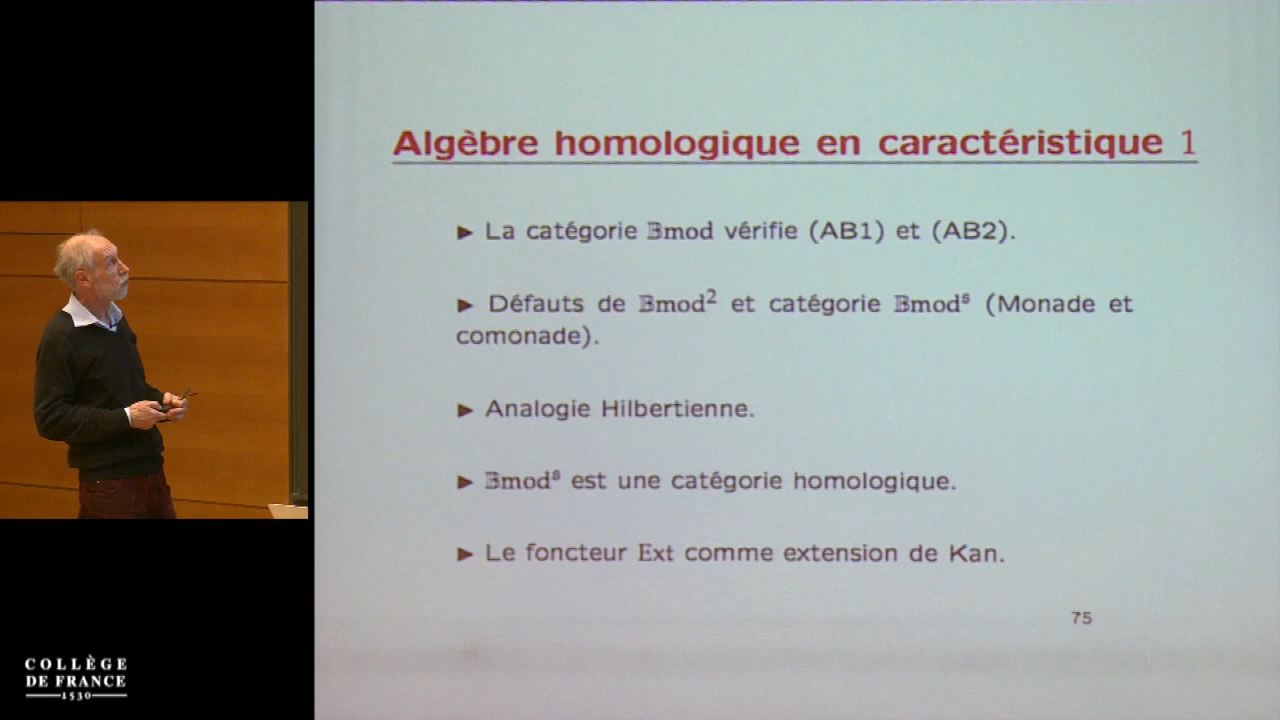 Algèbre homologique en caractéristique 1
► La catégorie 𝔹mod vérifie (AB1) et (AB2).
► Défauts de 𝔹mod² et catégorie 𝔹modˢ (Monade et
comonade).
► Analogie Hilbertienne.
► 𝔹modˢ est une catégorie homologique.
► Le foncteur Ext comme extension de Kan.
75
COLLÈGE
DE FRANCE
1530